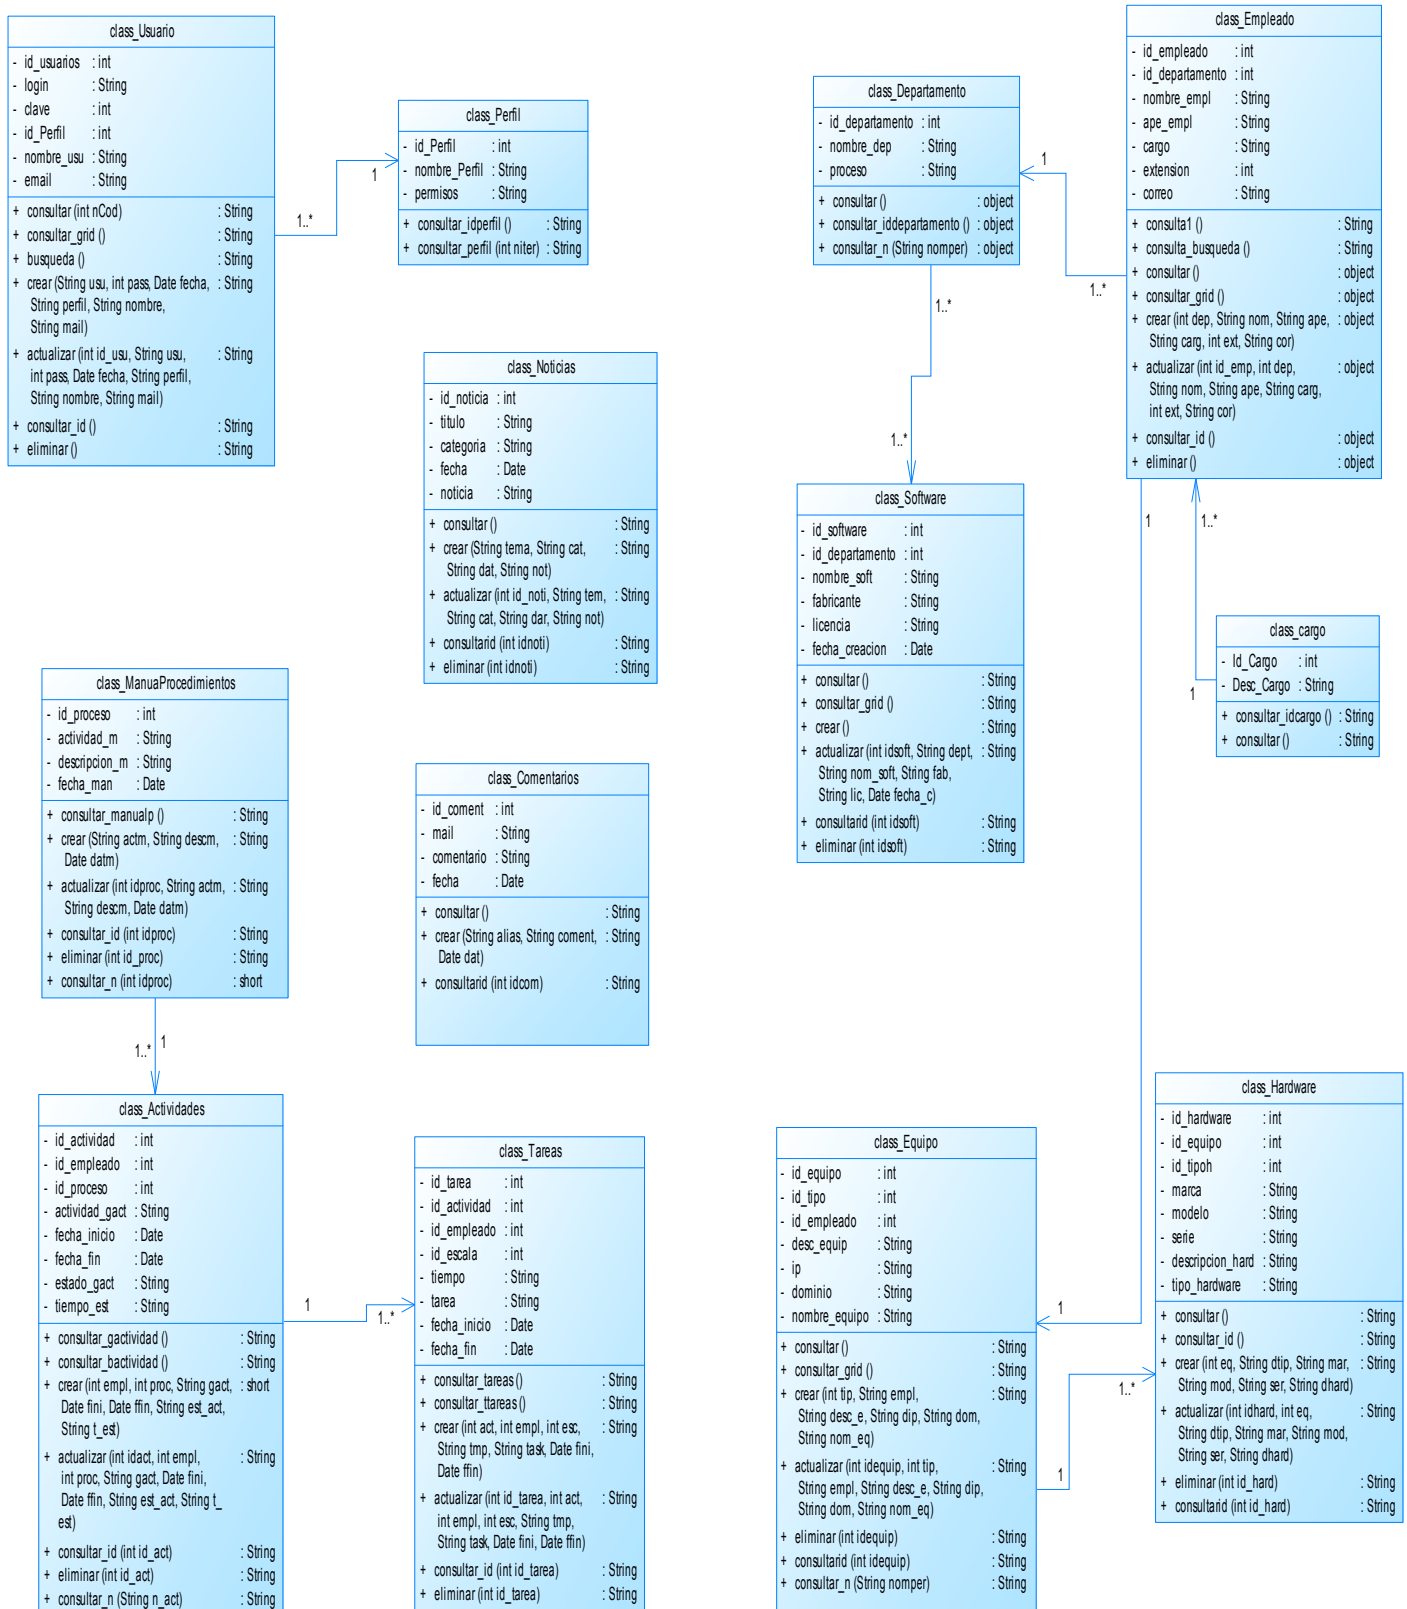 class_Usuario
- id_usuarios : int
- login : String
- clave : int
- id_Perfil : int
- nombre_usu : String
- email : String
+ consultar (int nCod) : String
+ consultar_grid () : String
+ busqueda () : String
+ crear (String usu, int pass, Date fecha, : String
String perfil, String nombre,
String mail)
+ actualizar (int id_usu, String usu, : String
int pass, Date fecha, String perfil,
String nombre, String mail)
+ consultar_id () : String
+ eliminar () : String
1..*
1
class_Perfil
- id_Perfil : int
- nombre_Perfil : String
- permisos : String
+ consultar_idperfil () : String
+ consultar_perfil (int niter) : String
class_Noticias
- id_noticia : int
- titulo : String
- categoria : String
- fecha : Date
- noticia : String
+ consultar () : String
+ crear (String tema, String cat, : String
String dat, String not)
+ actualizar (int id_noti, String tem, : String
String cat, String dar, String not)
+ consultarid (int idnoti) : String
+ eliminar (int idnoti) : String
class_Departamento
- id_departamento : int
- nombre_dep : String
- proceso : String
+ consultar () : object
+ consultar_iddepartamento () : object
+ consultar_n (String nomper) : object
1
1..*
1..*
1..*
class_Empleado
- id_empleado : int
- id_departamento : int
- nombre_empl : String
- ape_empl : String
- cargo : String
- extension : int
- correo : String
+ consulta1 () : String
+ consulta_busqueda () : String
+ consultar () : object
+ consultar_grid () : object
+ crear (int dep, String nom, String ape, : object
String carg, int ext, String cor)
+ actualizar (int id_emp, int dep, : object
String nom, String ape, String carg,
int ext, String cor)
+ consultar_id () : object
+ eliminar () : object
1
1..*
class_Software
- id_software : int
- id_departamento : int
- nombre_soft : String
- fabricante : String
- licencia : String
- fecha_creacion : Date
+ consultar () : String
+ consultar_grid () : String
+ crear () : String
+ actualizar (int idsoft, String dept, : String
String nom_soft, String fab,
String lic, Date fecha_c)
+ consultarid (int idsoft) : String
+ eliminar (int idsoft) : String
class_cargo
- Id_Cargo : int
- Desc_Cargo : String
+ consultar_idcargo () : String
+ consultar () : String
1
class_ManuaProcedimientos
- id_proceso : int
- actividad_m : String
- descripcion_m : String
- fecha_man : Date
+ consultar_manualp () : String
+ crear (String actm, String descm, : String
Date datm)
+ actualizar (int idproc, String actm, : String
String descm, Date datm)
+ consultar_id (int idproc) : String
+ eliminar (int id_proc) : String
+ consultar_n (int idproc) : short
1..*
1
class_Comentarios
- id_coment : int
- mail : String
- comentario : String
- fecha : Date
+ consultar () : String
+ crear (String alias, String coment, : String
Date dat)
+ consultarid (int idcom) : String
class_Actividades
- id_actividad : int
- id_empleado : int
- id_proceso : int
- actividad_gact : String
- fecha_inicio : Date
- fecha_fin : Date
- estado_gact : String
- tiempo_est : String
+ consultar_gactividad () : String
+ consultar_bactividad () : String
+ crear (int empl, int proc, String gact, : short
Date fini, Date ffin, String est_act,
String t_est)
+ actualizar (int idact, int empl, : String
int proc, String gact, Date fini,
Date ffin, String est_act, String t_
est)
+ consultar_id (int id_act) : String
+ eliminar (int id_act) : String
+ consultar_n (String n_act) : String
1
1..*
class_Tareas
- id_tarea : int
- id_actividad : int
- id_empleado : int
- id_escala : int
- tiempo : String
- tarea : String
- fecha_inicio : Date
- fecha_fin : Date
+ consultar_tareas () : String
+ consultar_ttareas () : String
+ crear (int act, int empl, int esc, : String
String tmp, String task, Date fini,
Date ffin)
+ actualizar (int id_tarea, int act, : String
int empl, int esc, String tmp,
String task, Date fini, Date ffin)
+ consultar_id (int id_tarea) : String
+ eliminar (int id_tarea) : String
class_Equipo
- id_equipo : int
- id_tipo : int
- id_empleado : int
- desc_equip : String
- ip : String
- dominio : String
- nombre_equipo : String
+ consultar () : String
+ consultar_grid () : String
+ crear (int tip, String empl, : String
String desc_e, String dip, String dom,
String nom_eq)
+ actualizar (int idequip, int tip, : String
String empl, String desc_e, String dip,
String dom, String nom_eq)
+ eliminar (int idequip) : String
+ consultarid (int idequip) : String
+ consultar_n (String nomper) : String
1
1
1..*
class_Hardware
- id_hardware : int
- id_equipo : int
- id_tipoh : int
- marca : String
- modelo : String
- serie : String
- descripcion_hard : String
- tipo_hardware : String
+ consultar () : String
+ consultar_id () : String
+ crear (int eq, String dtip, String mar, : String
String mod, String ser, String dhard)
+ actualizar (int idhard, int eq, : String
String dtip, String mar, String mod,
String ser, String dhard)
+ eliminar (int id_hard) : String
+ consultarid (int id_hard) : String